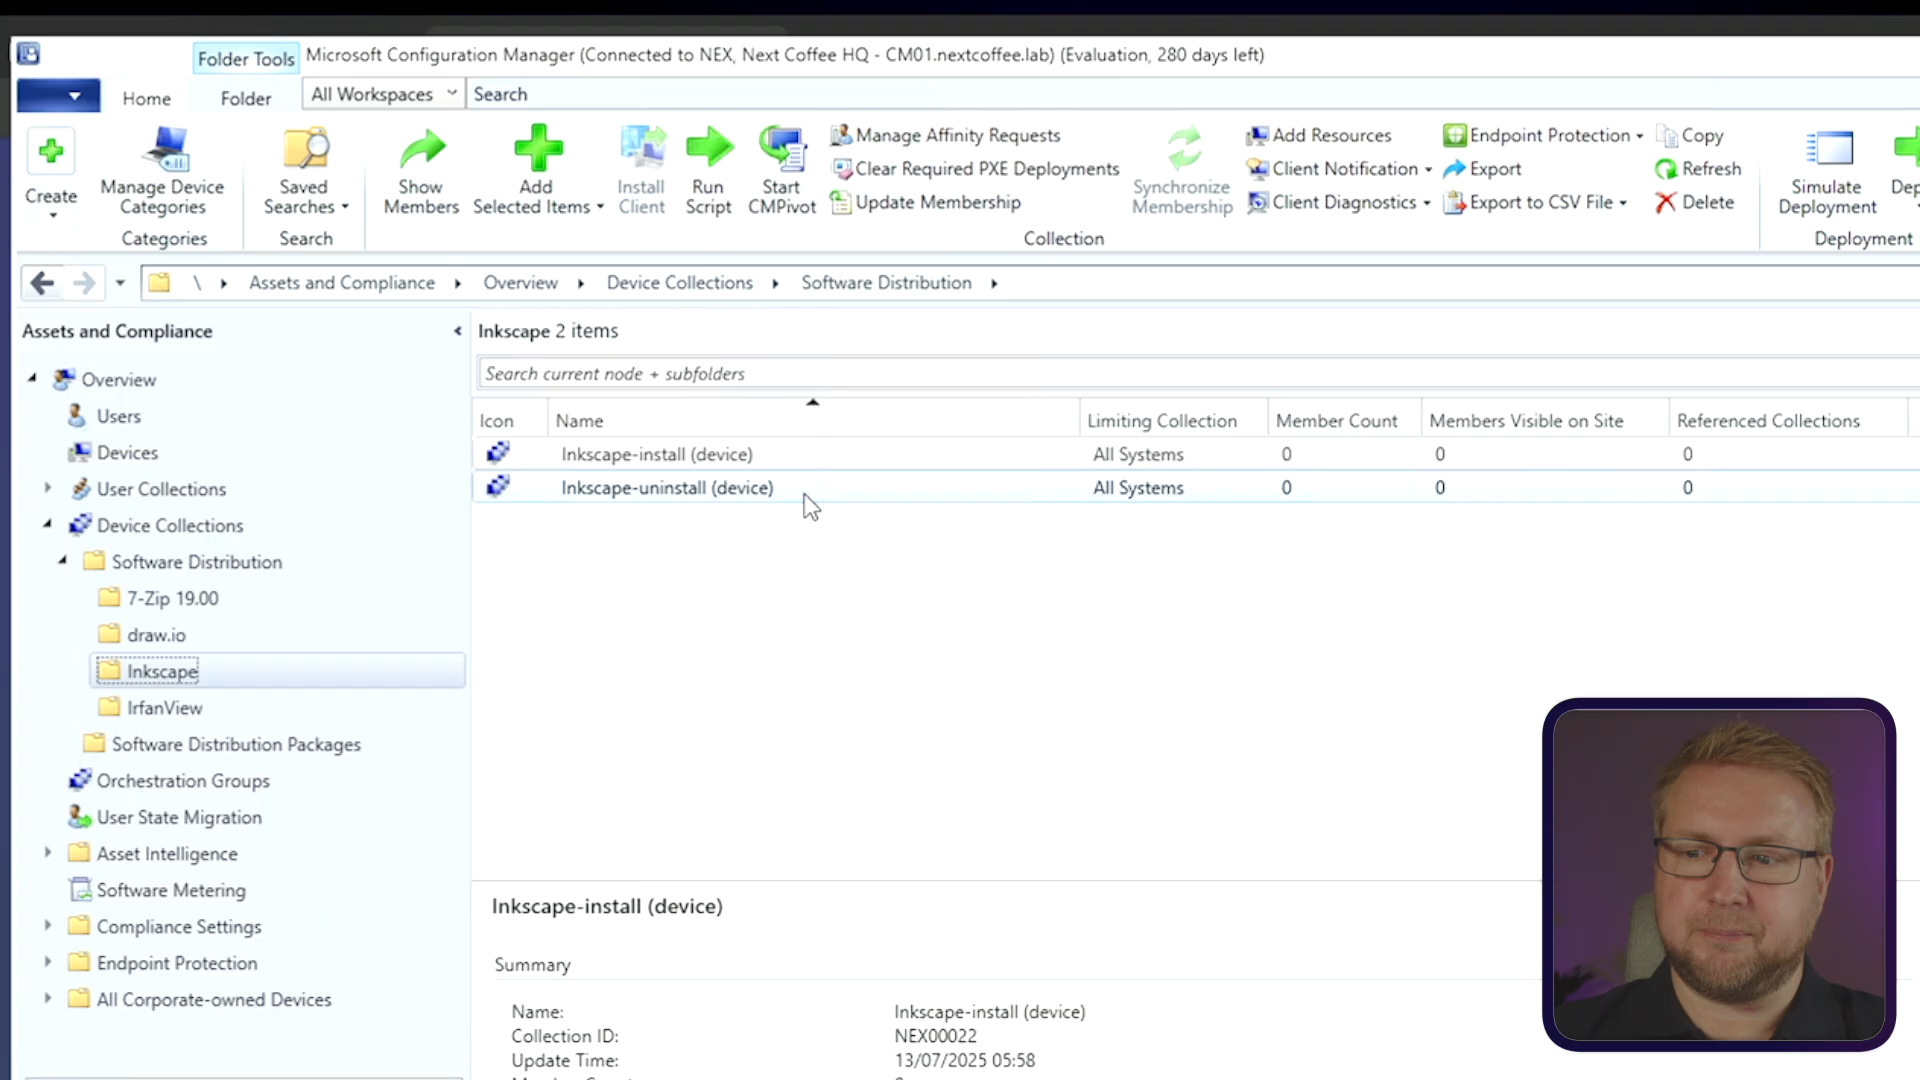 Folder Tools
Microsoft Configuration Manager (Connected to NEX, Next Coffee HQ - CM01.nextcoffee.lab) (Evaluation, 280 days left)
Home
Folder
All Workspaces
Search
Create
Manage Device
Categories
Categories
Saved
Searches
Search
Show
Members
Add
Selected Items
Install
Client
Run
Script
Start
CMPivot
Manage Affinity Requests
Clear Required PXE Deployments
Update Membership
Synchronize
Membership
Add Resources
Client Notification
Client Diagnostics
Endpoint Protection
Export
Export to CSV File
Copy
Refresh
Delete
Collection
Simulate
Deployment
Deployment
\ Assets and Compliance Overview Device Collections Software Distribution
Assets and Compliance
Overview
Users
Devices
User Collections
Device Collections
Software Distribution
7-Zip 19.00
draw.io
Inkscape
IrfanView
Software Distribution Packages
Orchestration Groups
User State Migration
Asset Intelligence
Software Metering
Compliance Settings
Endpoint Protection
All Corporate-owned Devices
Inkscape 2 items
Search current node + subfolders
Icon Name Limiting Collection Member Count Members Visible on Site Referenced Collections
Inkscape-install (device) All Systems 0 0 0
Inkscape-uninstall (device) All Systems 0 0 0
Inkscape-install (device)
Summary
Name: Inkscape-install (device)
Collection ID: NEX00022
Update Time: 13/07/2025 05:58